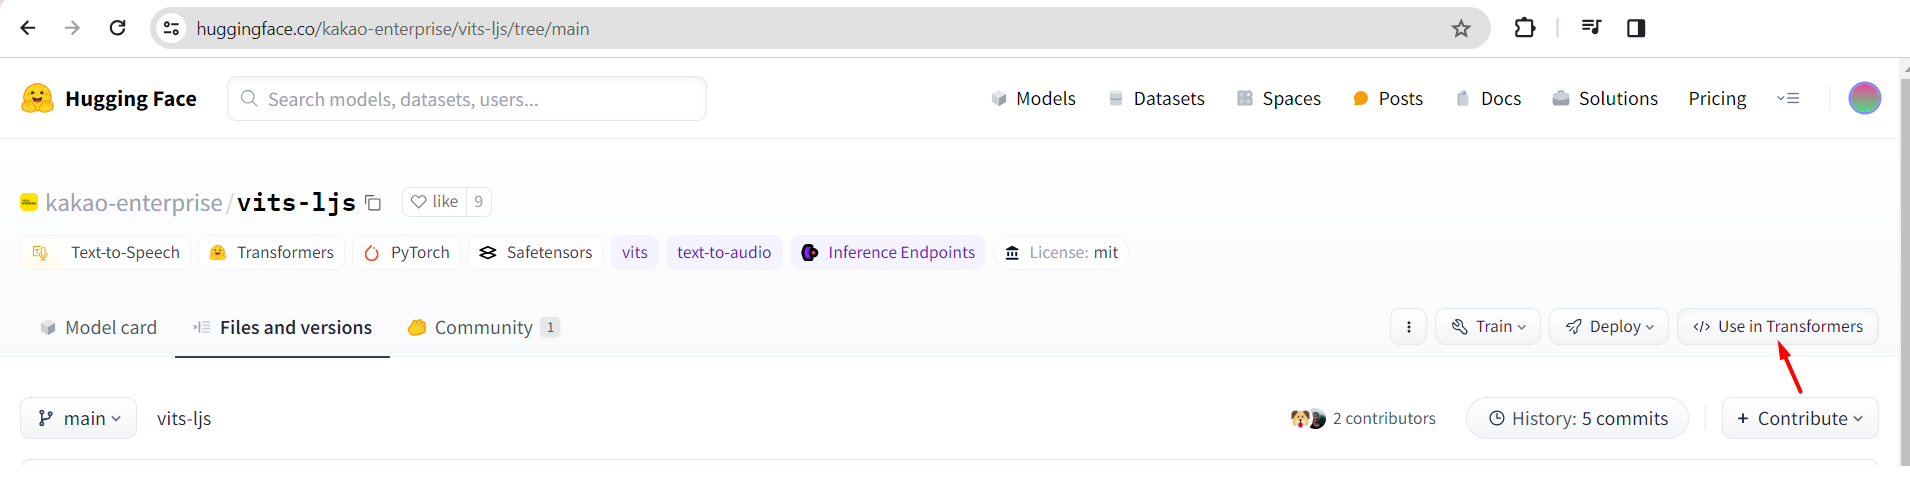 huggingface.co/kakao-enterprise/vits-ljs/tree/main
Hugging Face Search models, datasets, users... Models Datasets Spaces Posts Docs Solutions Pricing
kakao-enterprise/vits-ljs like 9
Text-to-Speech Transformers PyTorch Safetensors vits text-to-audio Inference Endpoints License: mit
Model card Files and versions Community 1 Train Deploy </> Use in Transformers
main vits-ljs 2 contributors History: 5 commits + Contribute